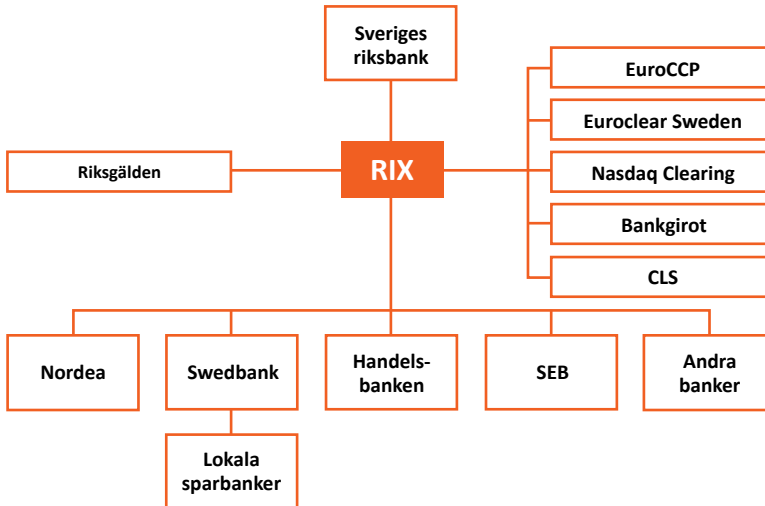 Sveriges
riksbank
EuroCCP
Euroclear Sweden
Riksgälden
RIX
Nasdaq Clearing
Bankgirot
CLS
Nordea
Swedbank
Handels-
banken
SEB
Andra
banker
Lokala
sparbanker